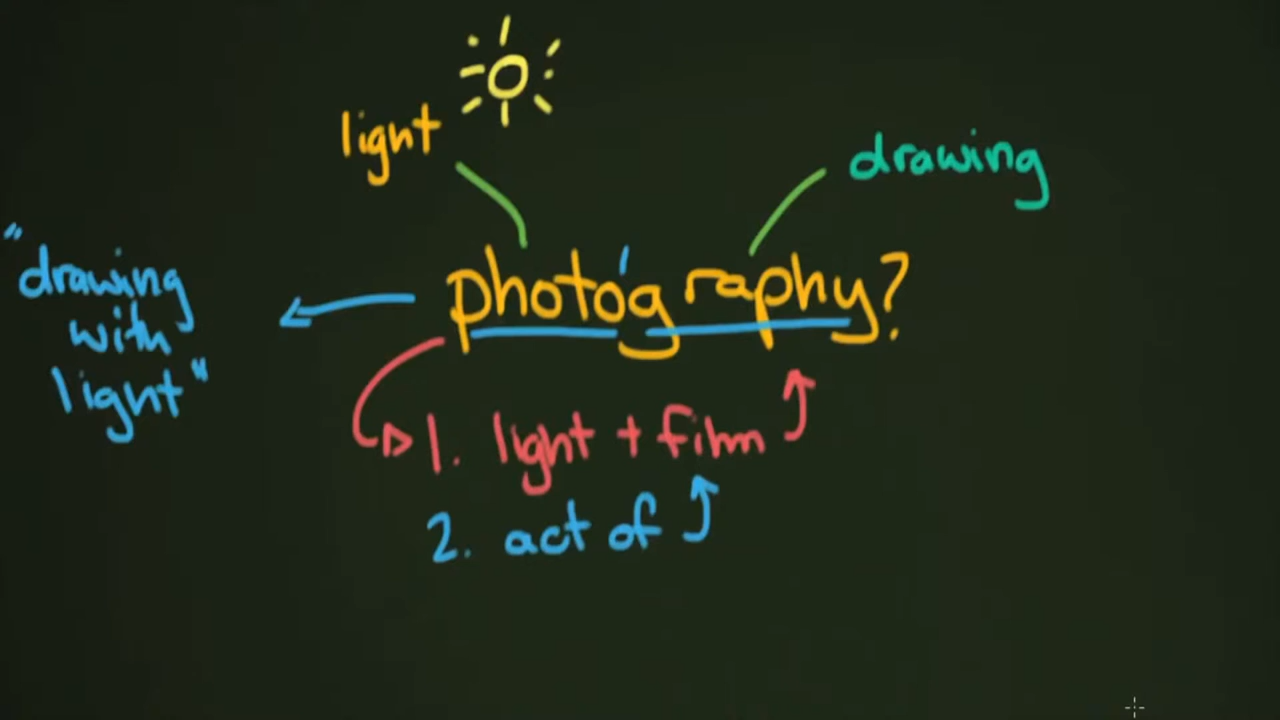 light
drawing
photography?
"drawing
with
light"
1. light + film
2. act of